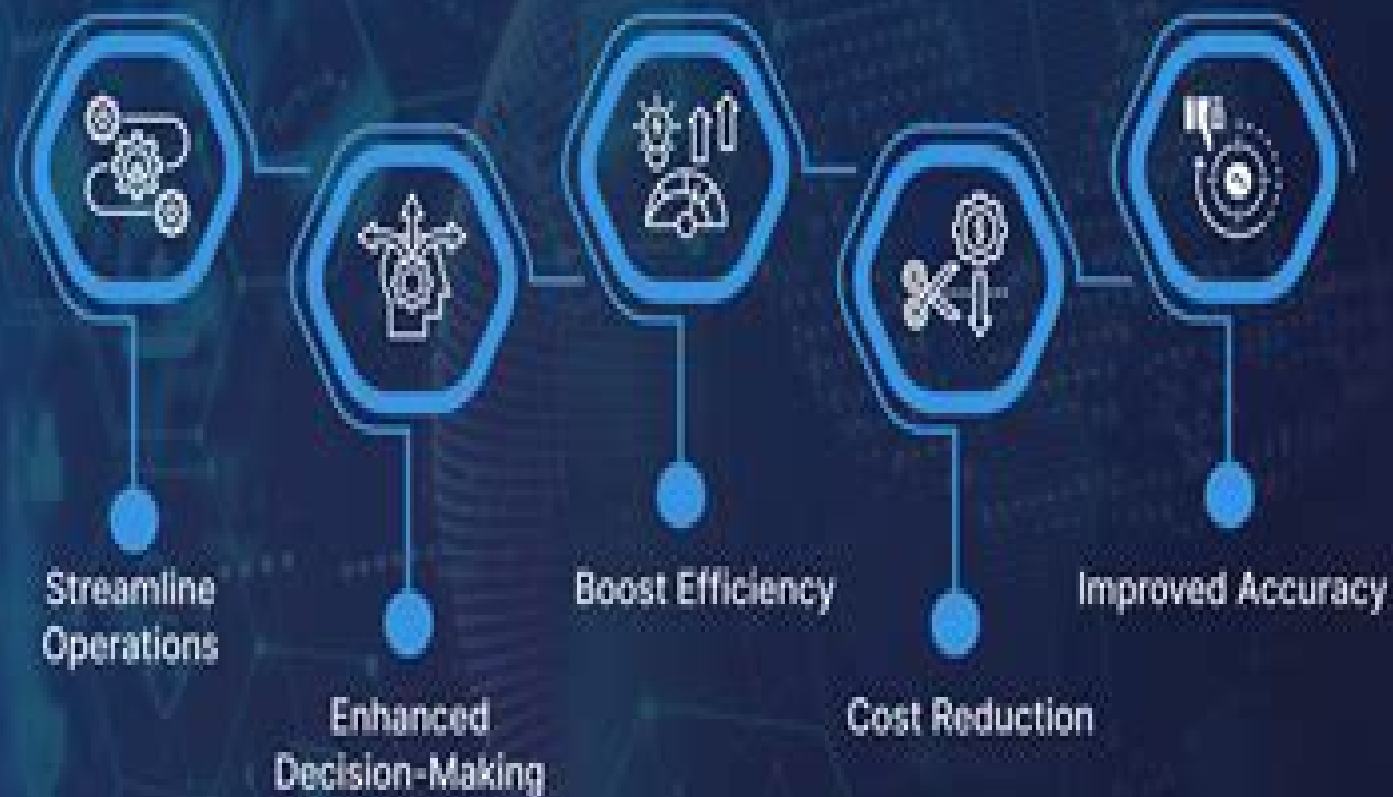 Streamline
Operations
Enhanced
Decision-Making
Boost Efficiency
Cost Reduction
Improved Accuracy